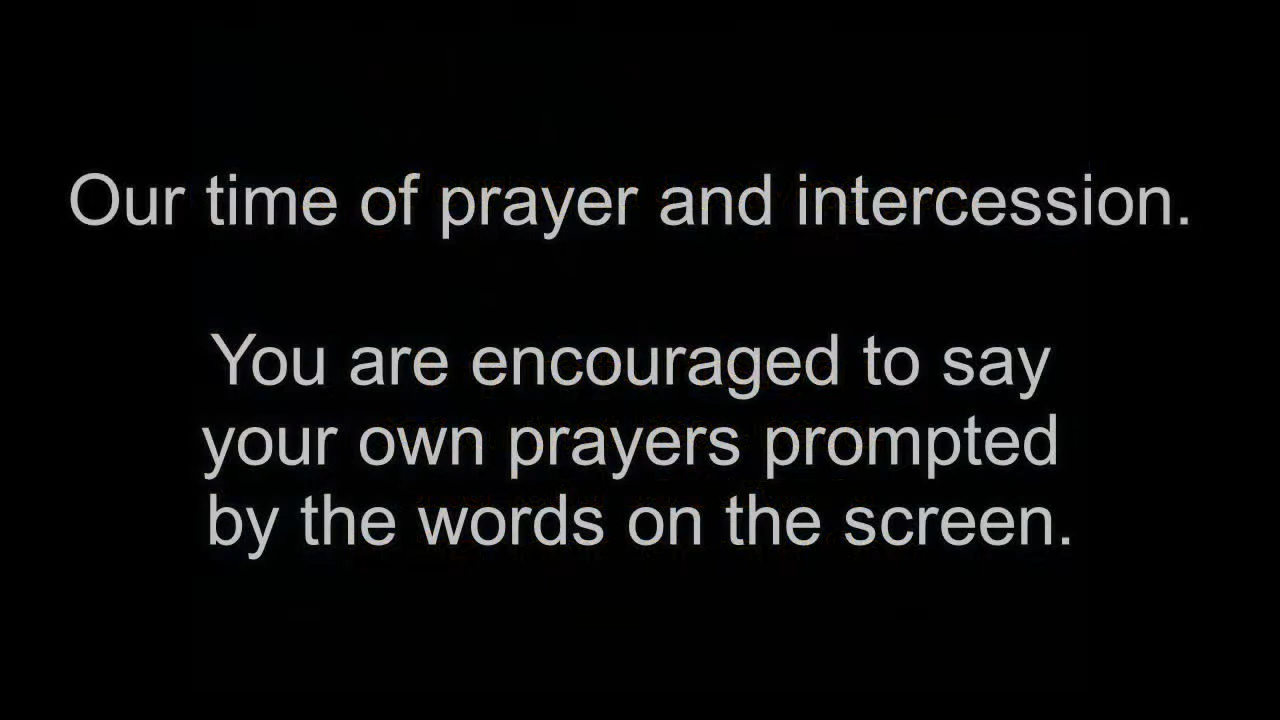 Our time of prayer and intercession.
You are encouraged to say
your own prayers prompted
by the words on the screen.